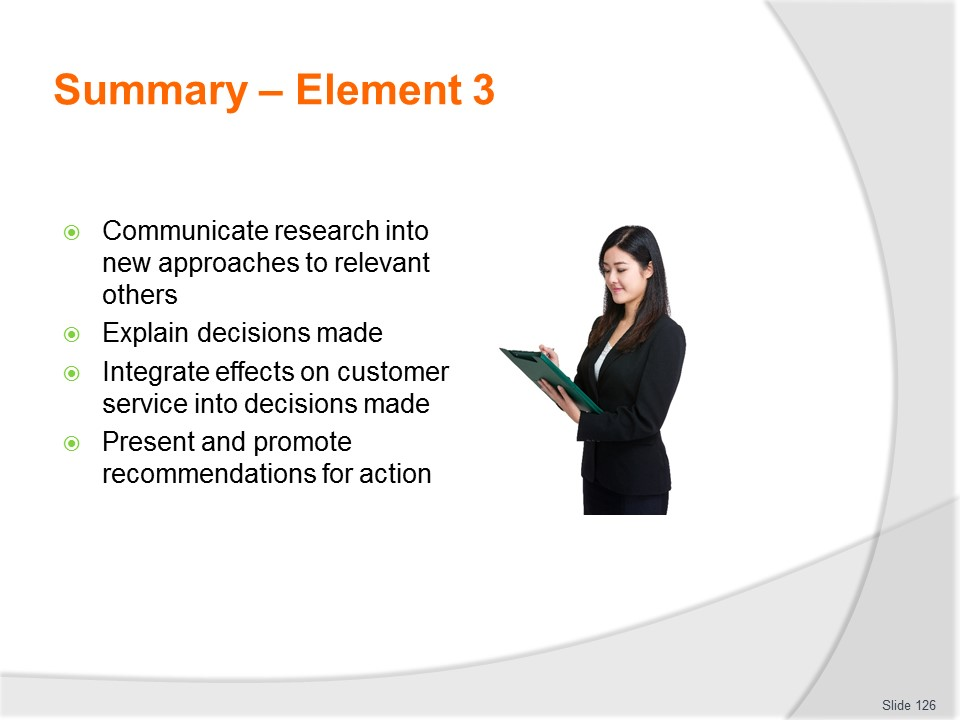 Summary – Element 3
Communicate research into
new approaches to relevant
others
Explain decisions made
Integrate effects on customer
service into decisions made
Present and promote
recommendations for action
Slide 126